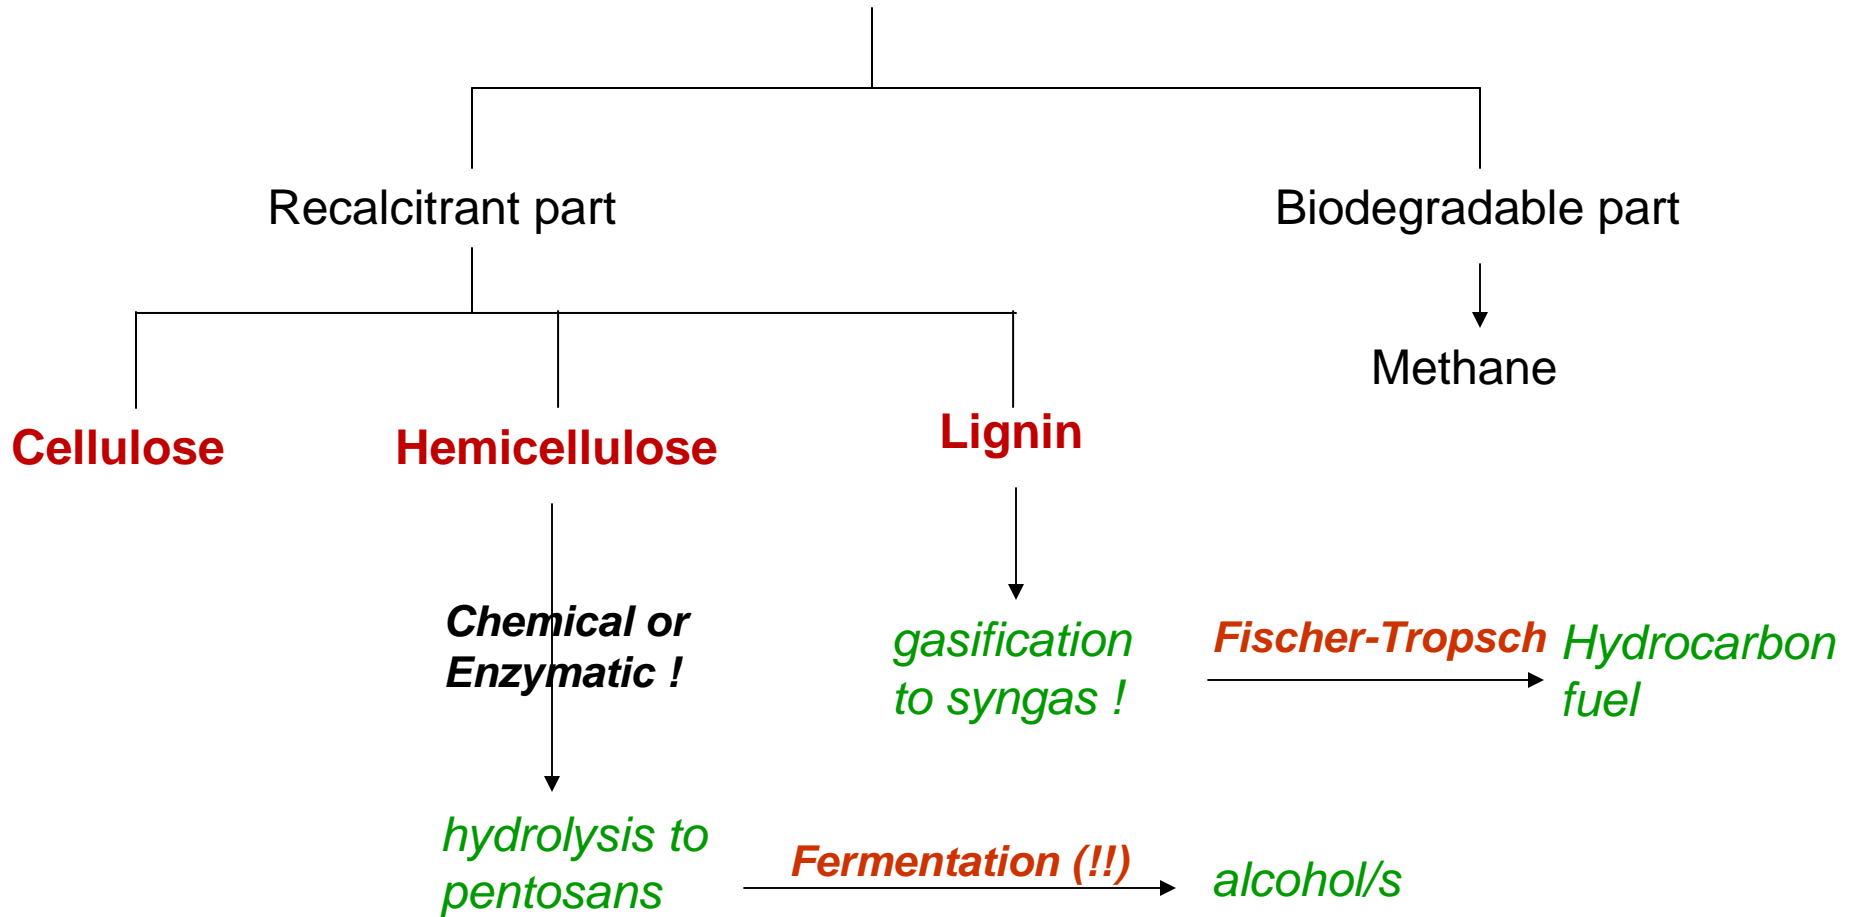 Recalcitrant part
Biodegradable part
Methane
Cellulose
Hemicellulose
Lignin
Chemical or
Enzymatic !
gasification
to syngas !
Fischer-Tropsch
Hydrocarbon
fuel
hydrolysis to
pentosans
Fermentation (!!)
alcohol/s